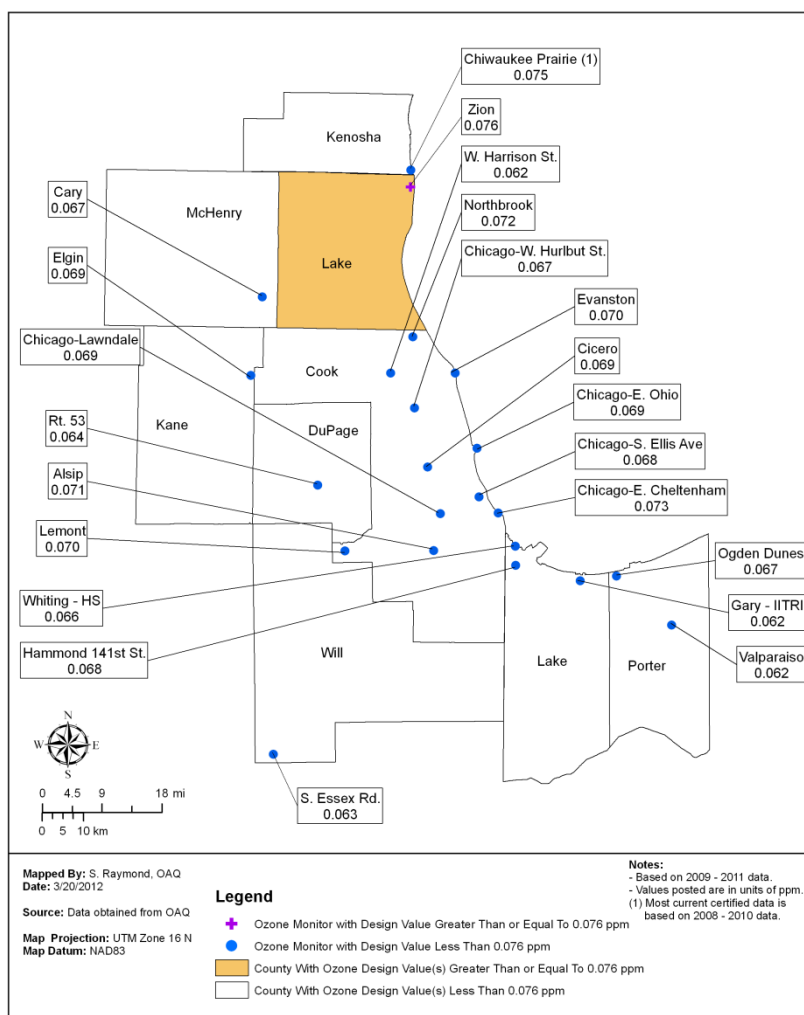 Chiwaukee Prairie (1)
0.075
Zion
0.076
Kenosha
W. Harrison St.
0.062
Cary
0.067
McHenry
Northbrook
0.072
Elgin
0.069
Lake
Chicago-W. Hurlbut St.
0.067
Evanston
0.070
Chicago-Lawndale
0.069
Cook
Cicero
0.069
Chicago-E. Ohio
0.069
Rt. 53
0.064
Kane
DuPage
Chicago-S. Ellis Ave
0.068
Alsip
0.071
Chicago-E. Cheltenham
0.073
Lemont
0.070
Ogden Dunes
0.067
Whiting - HS
0.066
Gary - IITRI
0.062
Hammond 141st St.
0.068
Will
Lake
Porter
Valparaiso
0.062
N
W E
S
0 4.5 9 18 mi
0 5 10 km
S. Essex Rd.
0.063
Mapped By: S. Raymond, OAQ
Date: 3/20/2012
Source: Data obtained from OAQ
Map Projection: UTM Zone 16 N
Map Datum: NAD83
Legend
Ozone Monitor with Design Value Greater Than or Equal To 0.076 ppm
Ozone Monitor with Design Value Less Than 0.076 ppm
County With Ozone Design Value(s) Greater Than or Equal To 0.076 ppm
County With Ozone Design Value(s) Less Than 0.076 ppm
Notes:
- Based on 2009 - 2011 data.
- Values posted are in units of ppm.
(1) Most current certified data is
based on 2008 - 2010 data.